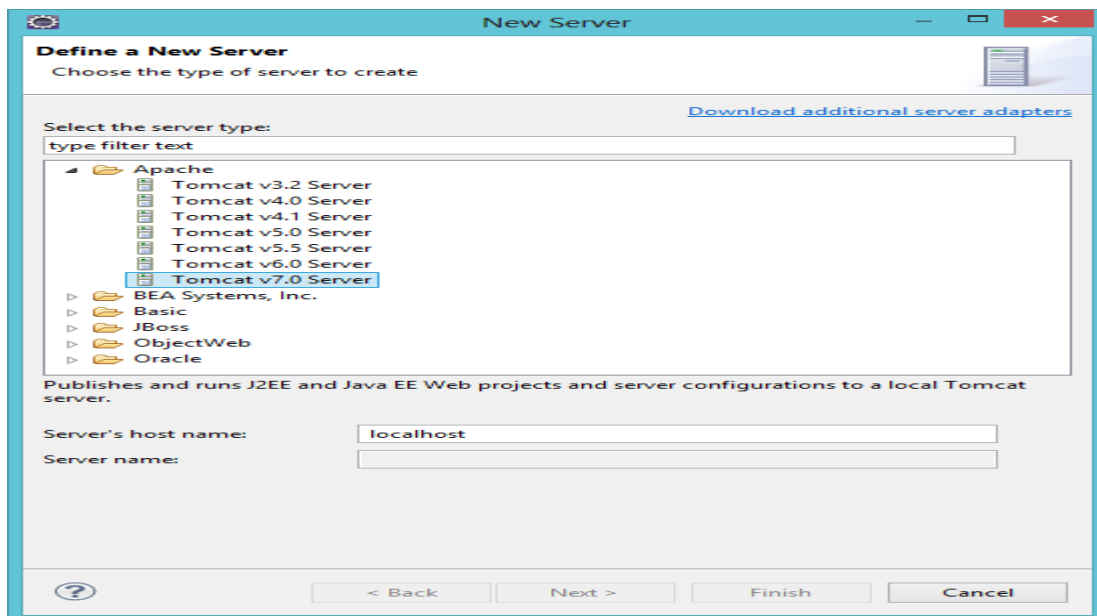 New Server
Define a New Server
Choose the type of server to create
Download additional server adapters
Select the server type:
type filter text
Apache
Tomcat v3.2 Server
Tomcat v4.0 Server
Tomcat v4.1 Server
Tomcat v5.0 Server
Tomcat v5.5 Server
Tomcat v6.0 Server
Tomcat v7.0 Server
BEA Systems, Inc.
Basic
JBoss
ObjectWeb
Oracle
Publishes and runs J2EE and Java EE Web projects and server configurations to a local Tomcat
server.
Server's host name: localhost
Server name:
? < Back Next > Finish Cancel